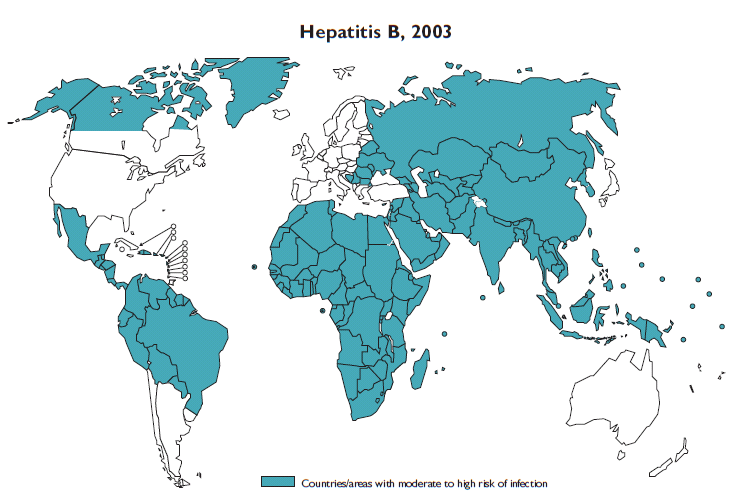 Hepatitis B, 2003
Countries/areas with moderate to high risk of infection